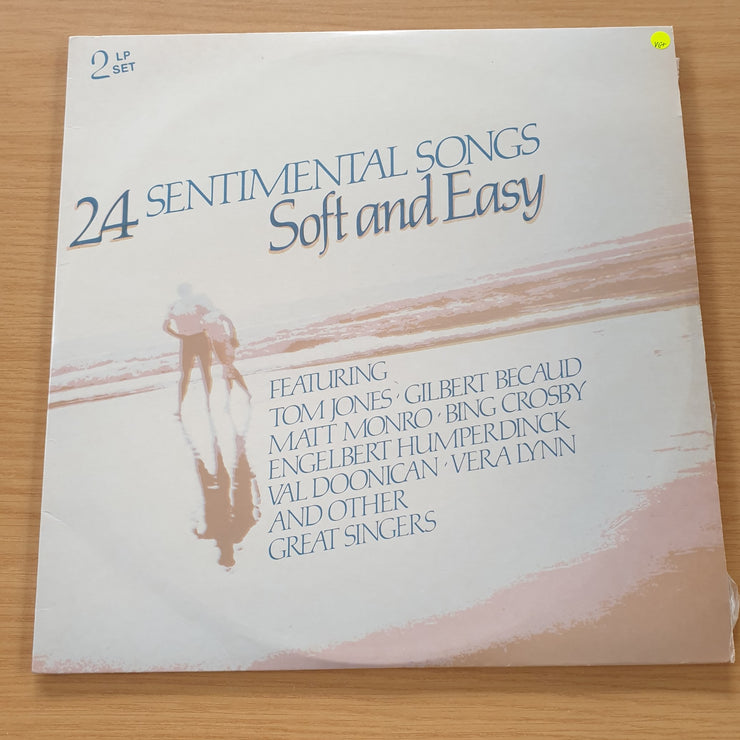 2 LP
SET
VG+
24 SENTIMENTAL SONGS
Soft and Easy
FEATURING
TOM JONES · GILBERT BECAUD
MATT MONRO · BING CROSBY
ENGELBERT HUMPERDINCK
VAL DOONICAN · VERA LYNN
AND OTHER
GREAT SINGERS